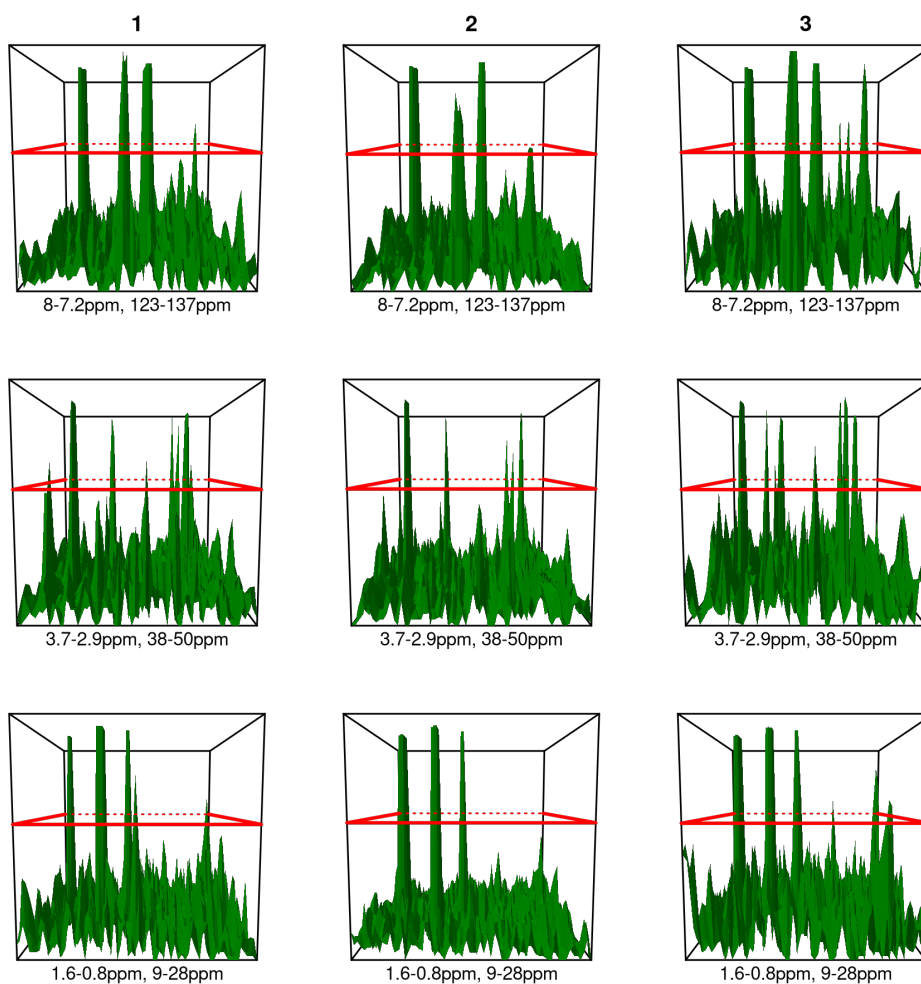 1 2 3
8-7.2ppm, 123-137ppm 8-7.2ppm, 123-137ppm 8-7.2ppm, 123-137ppm
3.7-2.9ppm, 38-50ppm 3.7-2.9ppm, 38-50ppm 3.7-2.9ppm, 38-50ppm
1.6-0.8ppm, 9-28ppm 1.6-0.8ppm, 9-28ppm 1.6-0.8ppm, 9-28ppm